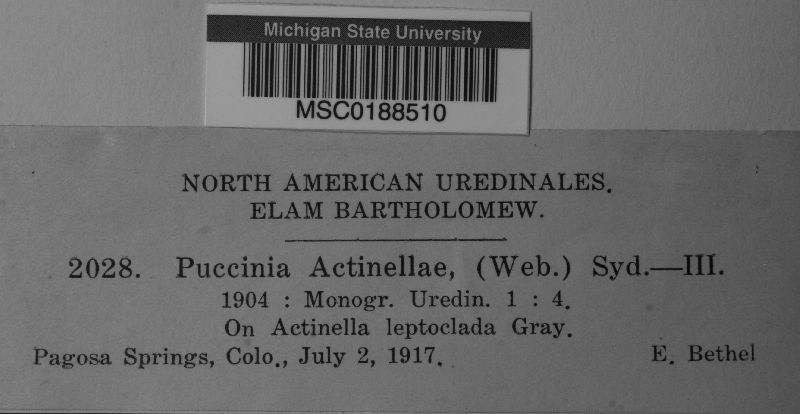 Michigan State University
MSC0188510
NORTH AMERICAN UREDINALES.
ELAM BARTHOLOMEW.
2028. Puccinia Actinellae, (Web.) Syd.—III.
1904 : Monogr. Uredin. 1 : 4.
On Actinella leptoclada Gray.
Pagosa Springs, Colo., July 2, 1917. E. Bethel